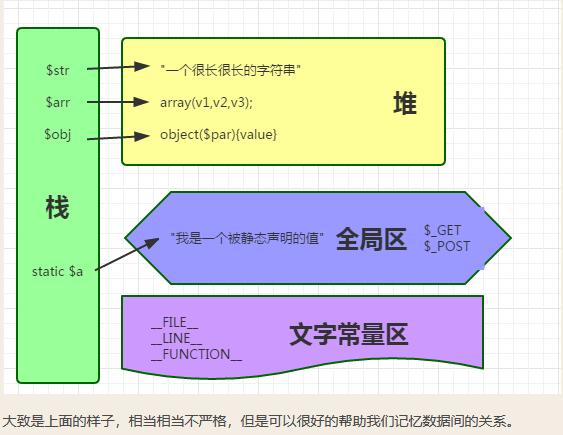 $str
"一个很长很长的字符串"
$arr
array(v1,v2,v3);
堆
$obj
object($par){value}
栈
"我是一个被静态声明的值"
全局区
$_GET
$_POST
static $a
__FILE__
__LINE__
__FUNCTION__
文字常量区
大致是上面的样子，相当相当不严格，但是可以很好的帮助我们记忆数据间的关系。